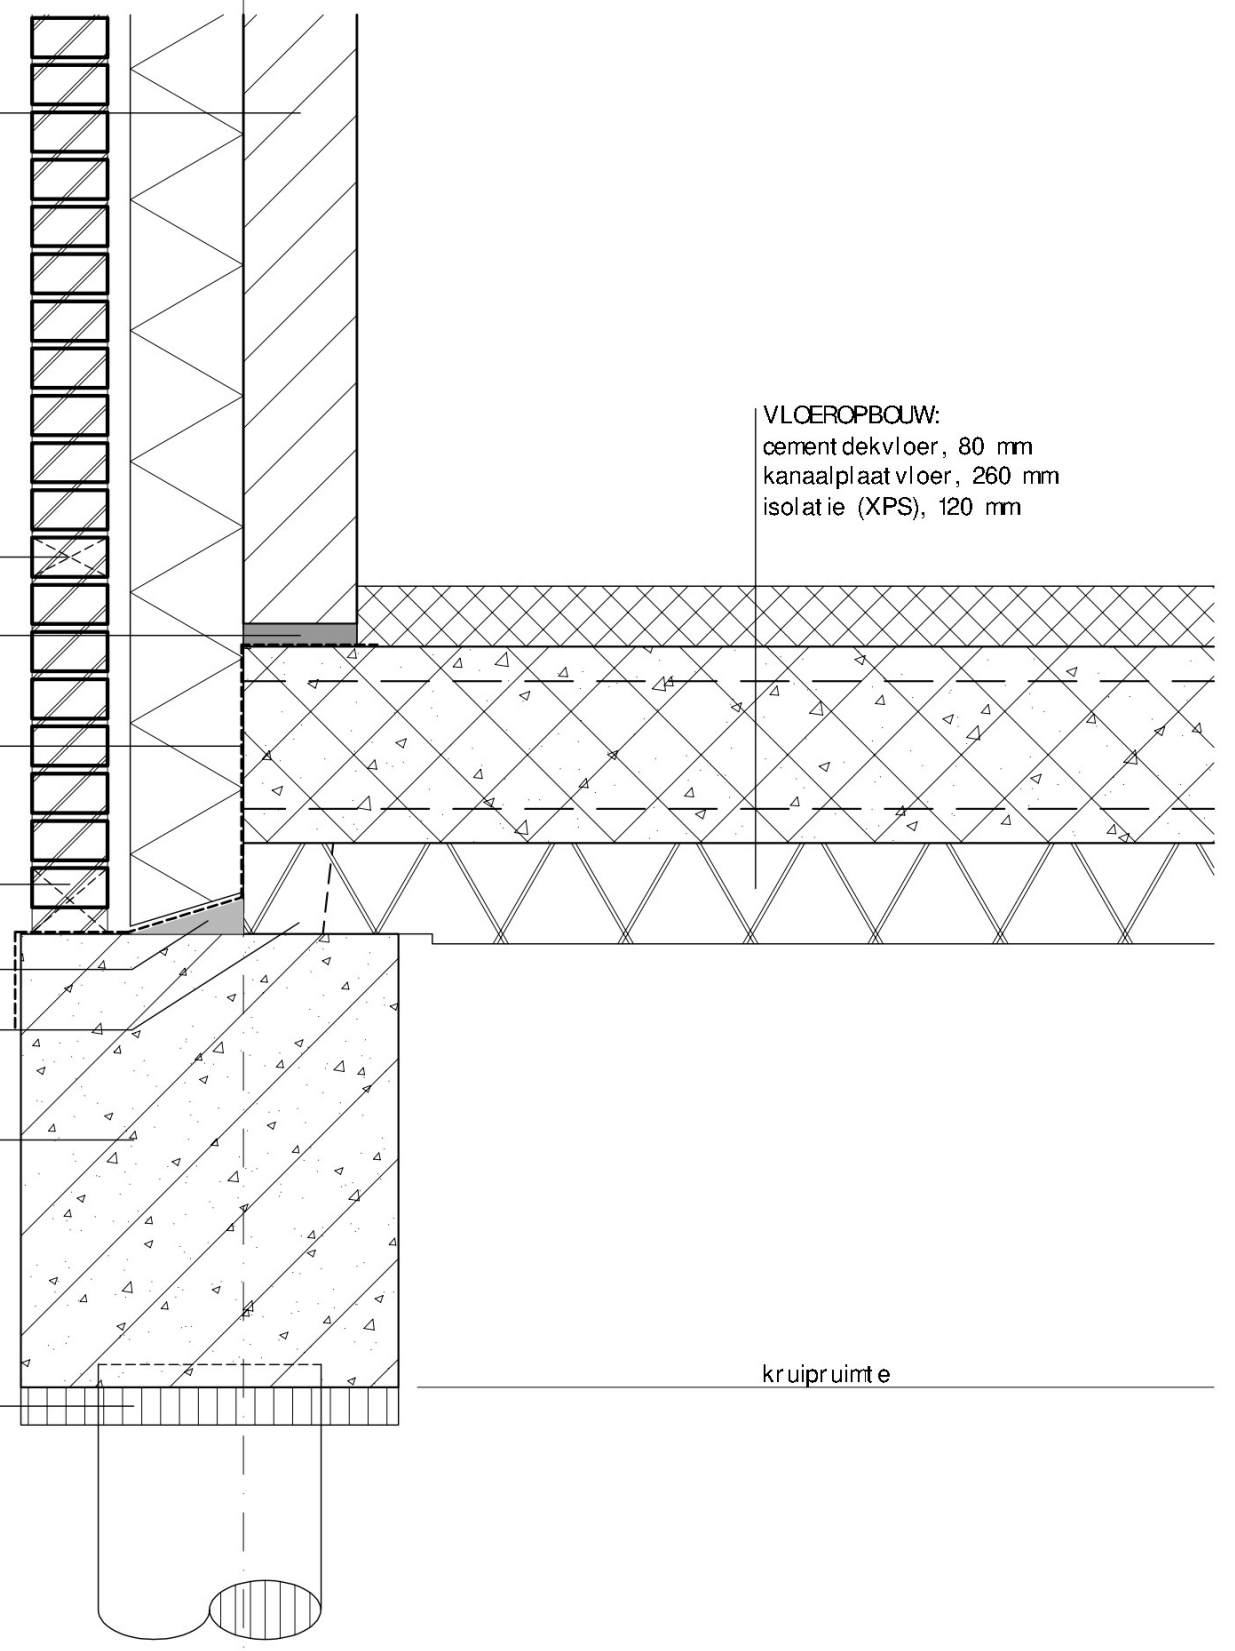 VLOEROPBOUW:
cementdekvloer, 80 mm
kanaalplaatvloer, 260 mm
isolatie (XPS), 120 mm
kruipruimte